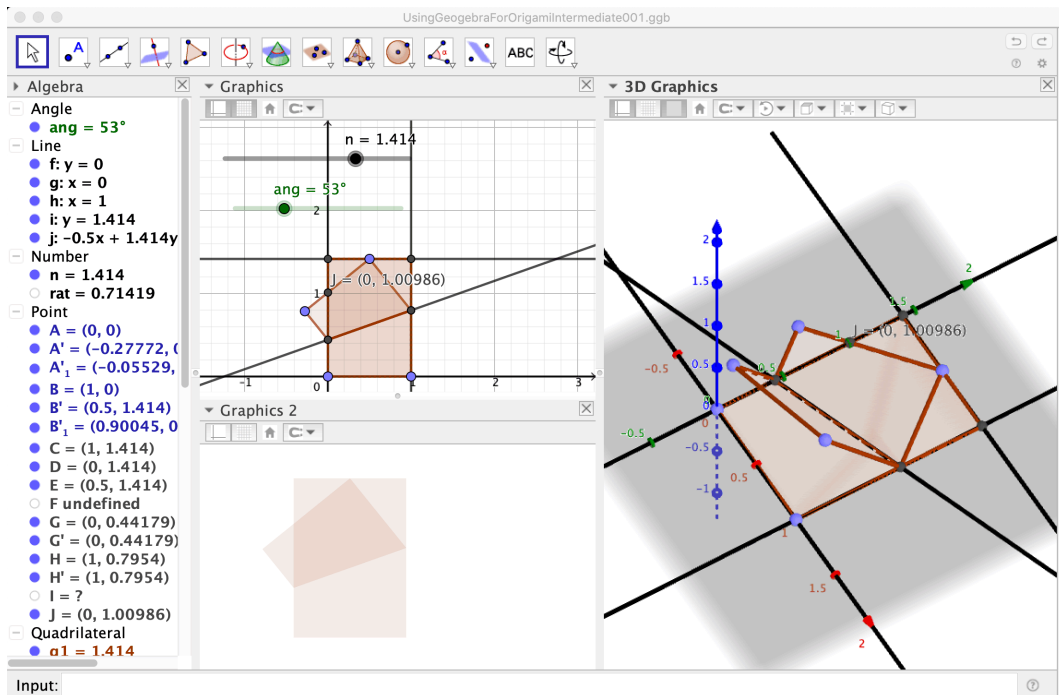 UsingGeogebraForOrigamiIntermediate001.ggb
A
α
a=2
ABC
Algebra
Angle
ang = 53°
Line
f: y = 0
g: x = 0
h: x = 1
i: y = 1.414
j: -0.5x + 1.414y
Number
n = 1.414
rat = 0.71419
Point
A = (0, 0)
A' = (-0.27772, 0
A'₁ = (-0.05529,
B = (1, 0)
B' = (0.5, 1.414)
B'₁ = (0.90045, 0
C = (1, 1.414)
D = (0, 1.414)
E = (0.5, 1.414)
F undefined
G = (0, 0.44179)
G' = (0, 0.44179)
H = (1, 0.7954)
H' = (1, 0.7954)
I = ?
J = (0, 1.00986)
Quadrilateral
q1 = 1.414
Graphics
n = 1.414
ang = 53°
2
J = (0, 1.00986)
1
-1
0
1
2
3
Graphics 2
3D Graphics
2
2
1.5
1.5
1
J = (0, 1.00986)
1
-0.5
0.5
0.5
0
0
-0.5
-0.5
0.5
-1
1
1.5
2
Input: